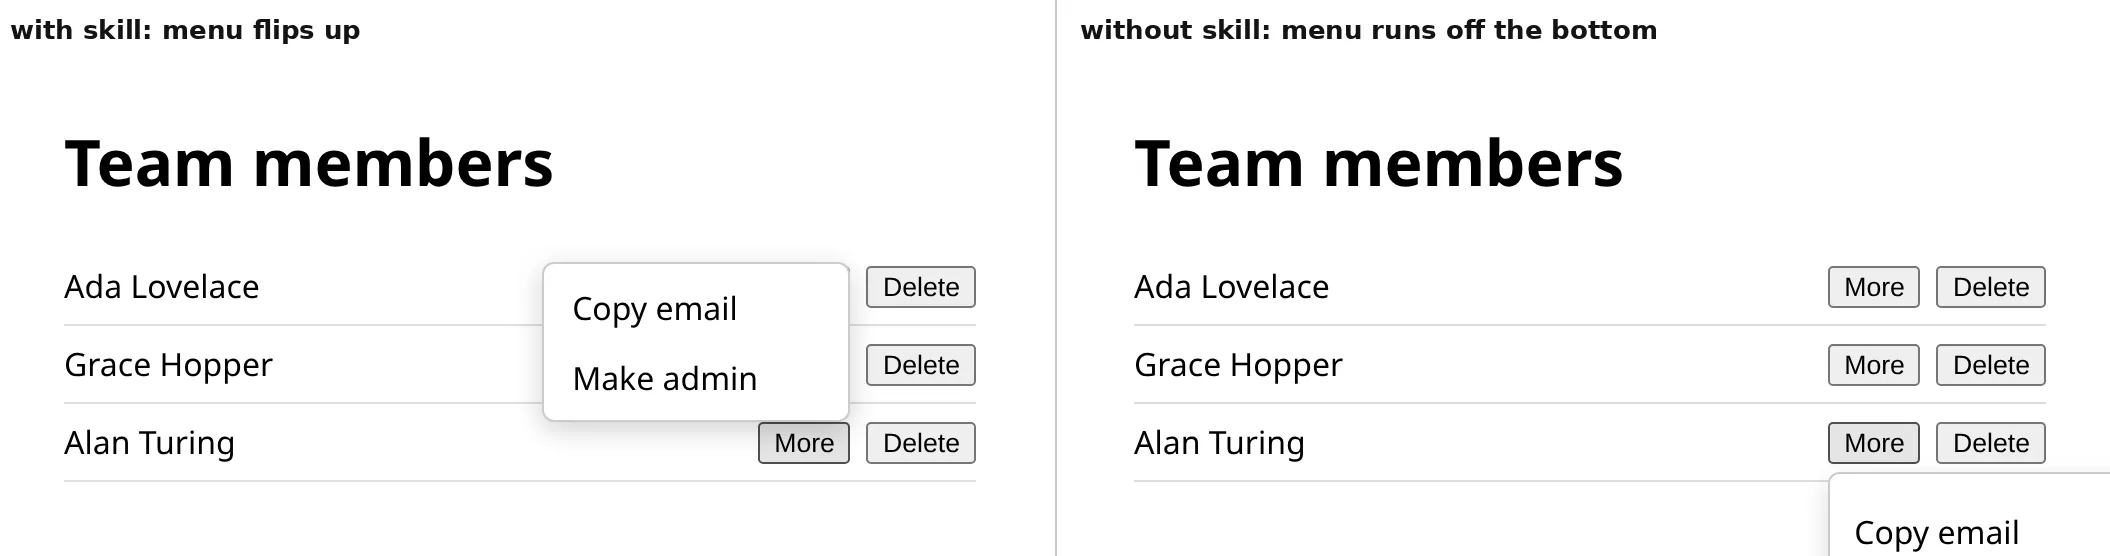 with skill: menu flips up
Team members
Ada Lovelace Delete
Copy email
Grace Hopper Delete
Make admin
Alan Turing More Delete
without skill: menu runs off the bottom
Team members
Ada Lovelace More Delete
Grace Hopper More Delete
Alan Turing More Delete
Copy email